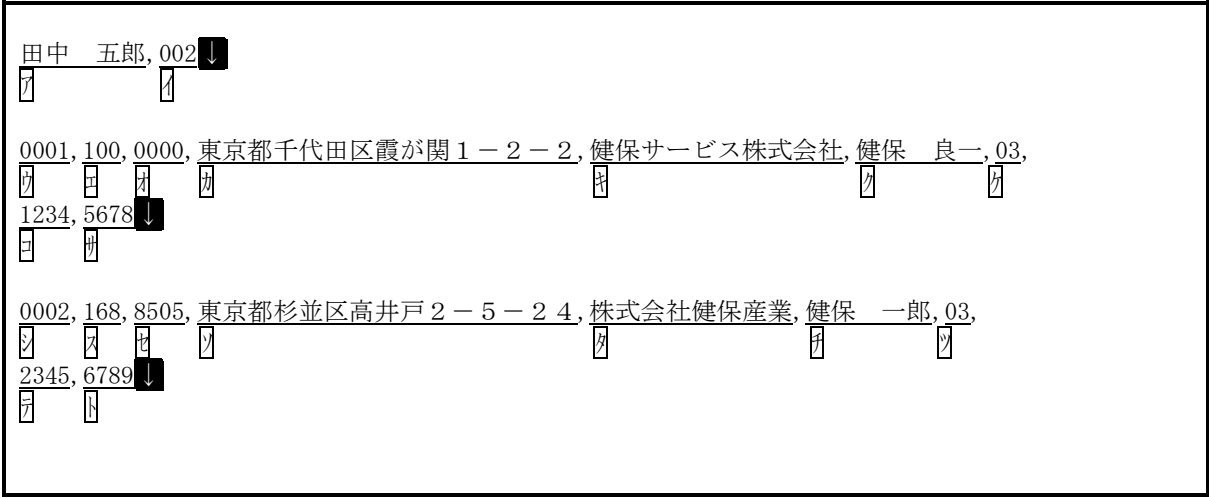 田中　五郎,002↓
ア イ
0001,100,0000,東京都千代田区霞が関１－２－２,健保サービス株式会社,健保　良一,03,
ウ エ オ カ キ ク ケ
1234,5678↓
コ サ
0002,168,8505,東京都杉並区高井戸２－５－２４,株式会社健保産業,健保　一郎,03,
シ ス セ ソ タ チ ツ
2345,6789↓
テ ト